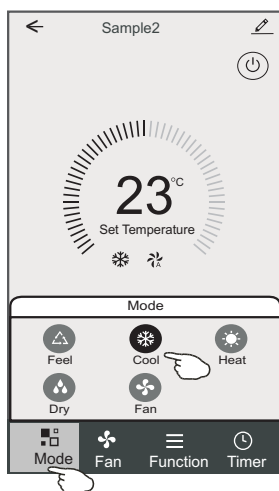 Sample2
23°C
Set Temperature
A
Mode
Feel Cool Heat
Dry Fan
Mode Fan Function Timer